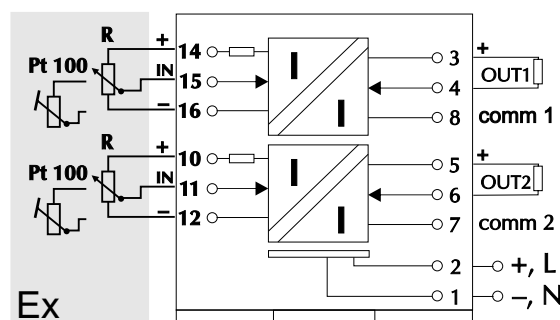 R + 14 3 +
Pt 100 IN 15 4 OUT1
− 16 8 comm 1
R + 10 5 +
Pt 100 IN 11 6 OUT2
− 12 7 comm 2
2 +, L
Ex 1 −, N